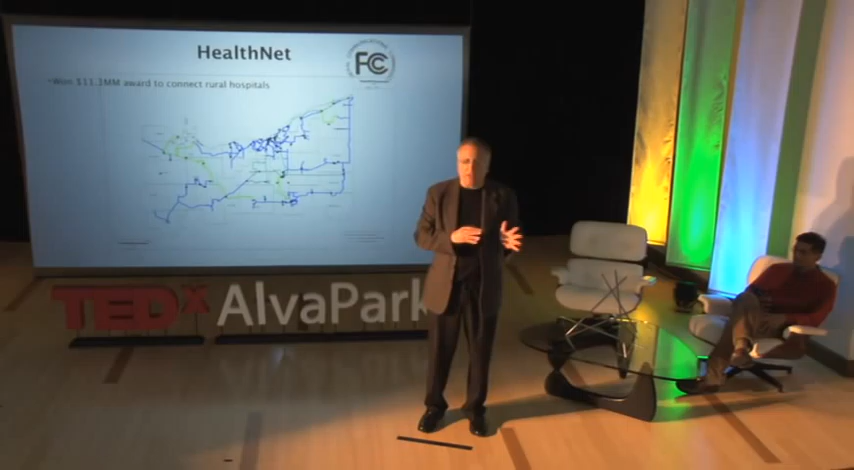 HealthNet
FCC
•Won $11.3MM award to connect rural hospitals
TEDx AlvaPark